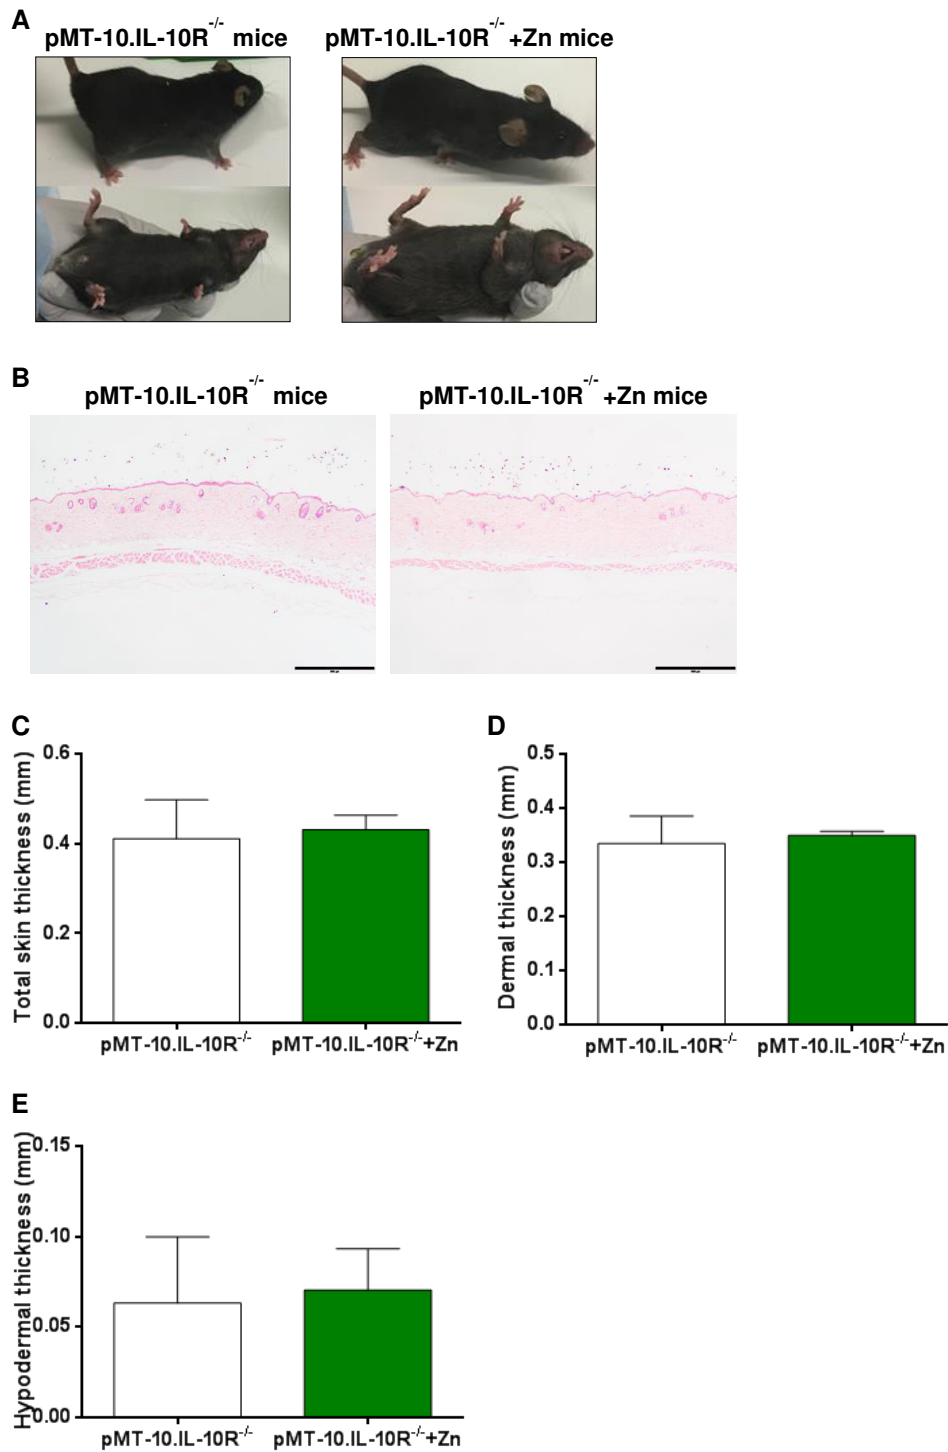 A
pMT-10.IL-10R-/- mice
pMT-10.IL-10R-/- +Zn mice
B
pMT-10.IL-10R-/- mice
pMT-10.IL-10R-/- +Zn mice
C
Total skin thickness (mm)
0.6
0.4
0.2
0.0
pMT-10.IL-10R-/-
pMT-10.IL-10R-/-+Zn
D
Dermal thickness (mm)
0.5
0.4
0.3
0.2
0.1
0.0
pMT-10.IL-10R-/-
pMT-10.IL-10R-/-+Zn
E
Hypodermal thickness (mm)
0.15
0.10
0.05
0.00
pMT-10.IL-10R-/-
pMT-10.IL-10R-/-+Zn